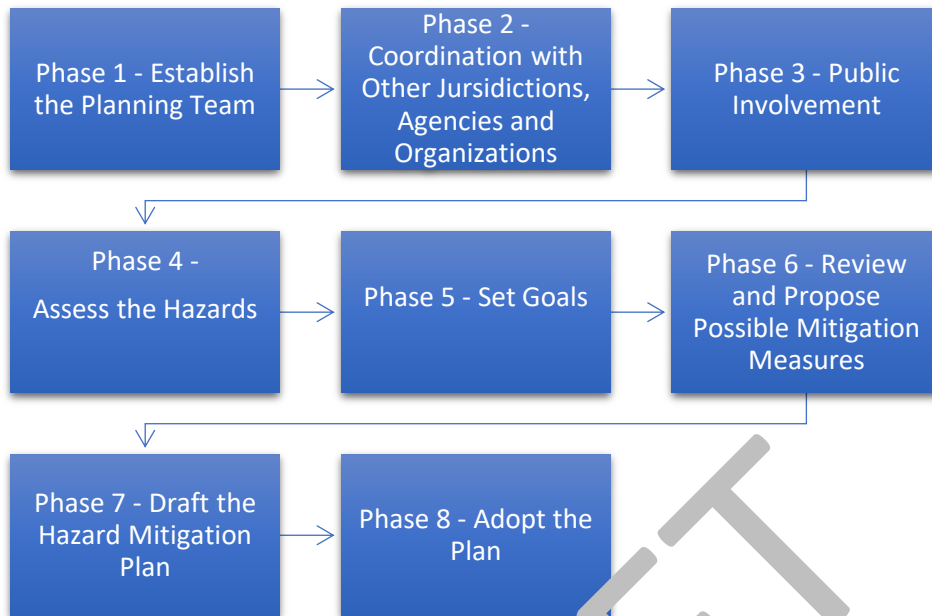 Phase 1 - Establish
the Planning Team
Phase 2 -
Coordination with
Other Jursidictions,
Agencies and
Organizations
Phase 3 - Public
Involvement
Phase 4 -
Assess the Hazards
Phase 5 - Set Goals
Phase 6 - Review
and Propose
Possible Mitigation
Measures
Phase 7 - Draft the
Hazard Mitigation
Plan
Phase 8 - Adopt the
Plan